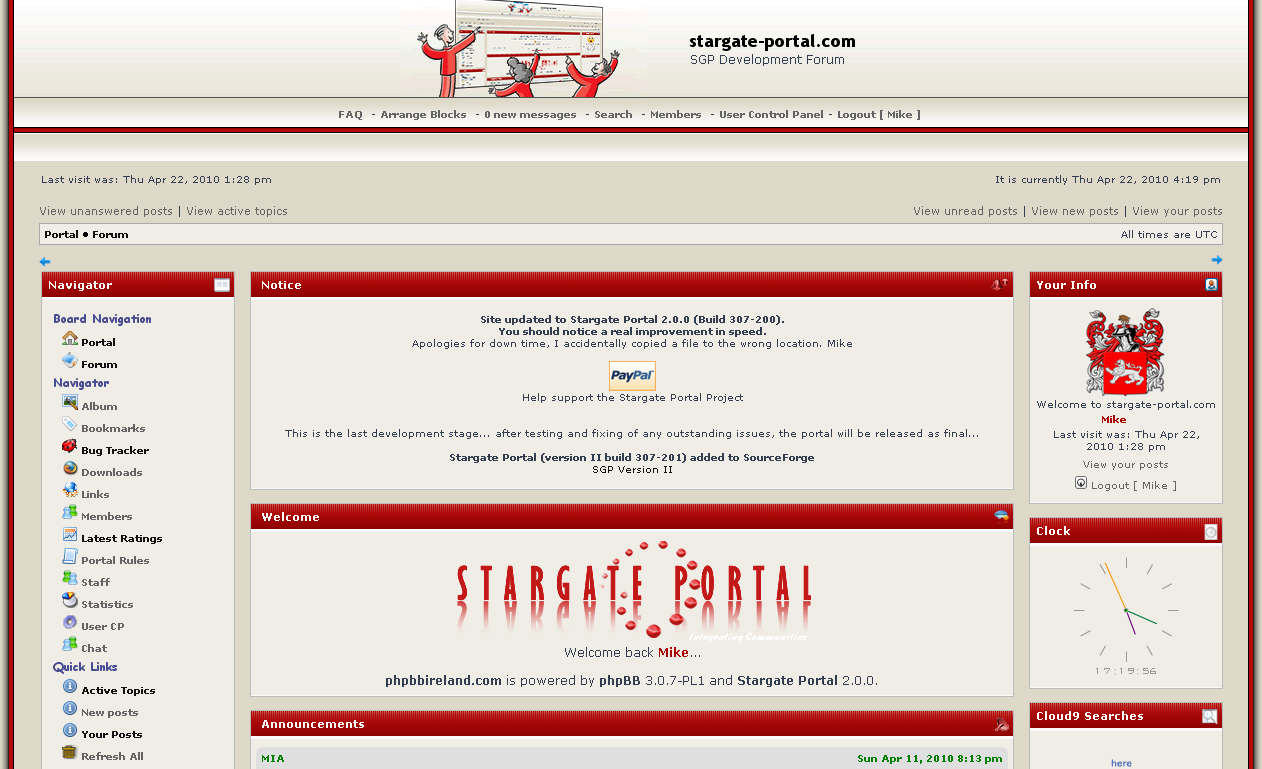 stargate-portal.com
SGP Development Forum
FAQ - Arrange Blocks - 0 new messages - Search - Members - User Control Panel - Logout [ Mike ]
Last visit was: Thu Apr 22, 2010 1:28 pm
It is currently Thu Apr 22, 2010 4:19 pm
View unanswered posts | View active topics
View unread posts | View new posts | View your posts
Portal • Forum
All times are UTC
Navigator
Board Navigation
Portal
Forum
Navigator
Album
Bookmarks
Bug Tracker
Downloads
Links
Members
Latest Ratings
Portal Rules
Staff
Statistics
User CP
Chat
Quick Links
Active Topics
New posts
Your Posts
Refresh All
Notice
Site updated to Stargate Portal 2.0.0 (Build 307-200).
You should notice a real improvement in speed.
Apologies for down time, I accidentally copied a file to the wrong location. Mike
PayPal
Help support the Stargate Portal Project
This is the last development stage... after testing and fixing of any outstanding issues, the portal will be released as final...
Stargate Portal (version II build 307-201) added to SourceForge
SGP Version II
Welcome
STARGATE PORTAL
Integrating Communities
Welcome back Mike...
phpbbireland.com is powered by phpBB 3.0.7-PL1 and Stargate Portal 2.0.0.
Announcements
MIA
Sun Apr 11, 2010 8:13 pm
Your Info
Welcome to stargate-portal.com
Mike
Last visit was: Thu Apr 22,
2010 1:28 pm
View your posts
Logout [ Mike ]
Clock
17:19:56
Cloud9 Searches
here